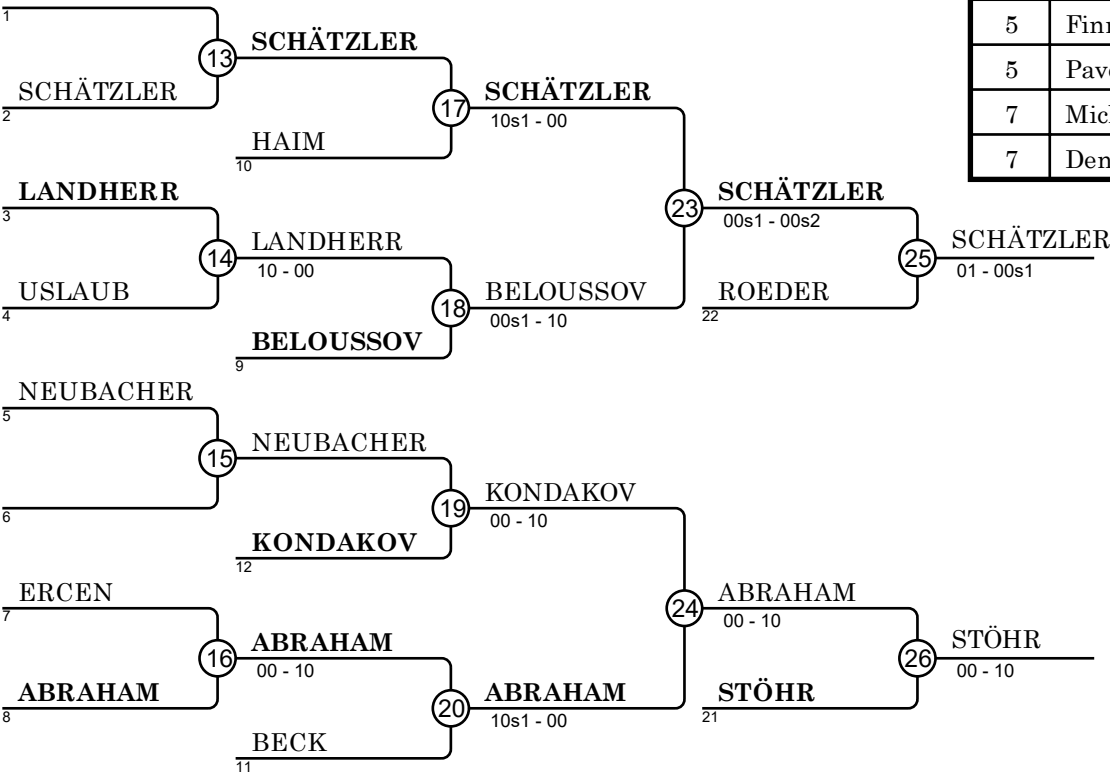 1
13
SCHÄTZLER
SCHÄTZLER
2
17
SCHÄTZLER
10s1 - 00
HAIM
10
LANDHERR
3
14
LANDHERR
10 - 00
USLAUB
4
18
BELOUSSOV
00s1 - 10
BELOUSSOV
9
23
SCHÄTZLER
00s1 - 00s2
25
SCHÄTZLER
01 - 00s1
ROEDER
22
NEUBACHER
5
15
NEUBACHER
6
19
KONDAKOV
00 - 10
KONDAKOV
12
ERCEN
7
16
ABRAHAM
00 - 10
ABRAHAM
8
20
ABRAHAM
10s1 - 00
BECK
11
24
ABRAHAM
00 - 10
26
STÖHR
00 - 10
STÖHR
21
5
5
7
7